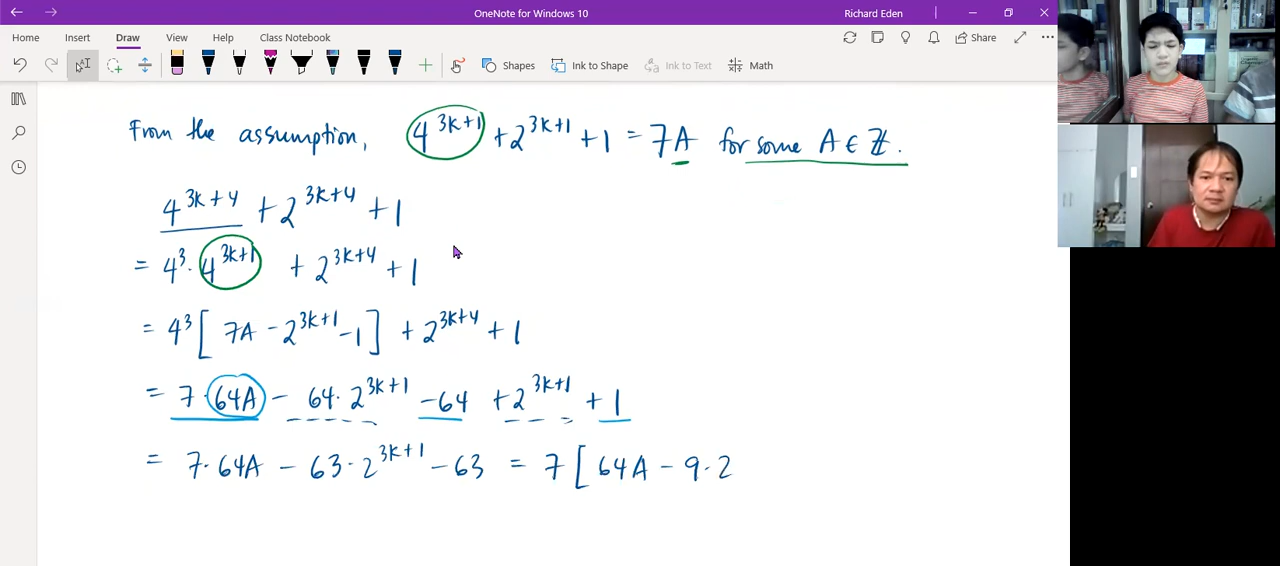 OneNote for Windows 10
Richard Eden
Home Insert Draw View Help Class Notebook
Share
Shapes Ink to Shape Ink to Text Math
From the assumption, 4^{3k+1} + 2^{3k+1} + 1 = 7A for some A ∈ ℤ.
4^{3k+4} + 2^{3k+4} + 1
= 4^3 · 4^{3k+1} + 2^{3k+4} + 1
= 4^3 [ 7A - 2^{3k+1} - 1 ] + 2^{3k+4} + 1
= 7 · 64A - 64 · 2^{3k+1} - 64 + 2^{3k+1} + 1
= 7 · 64A - 63 · 2^{3k+1} - 63 = 7 [ 64A - 9 · 2